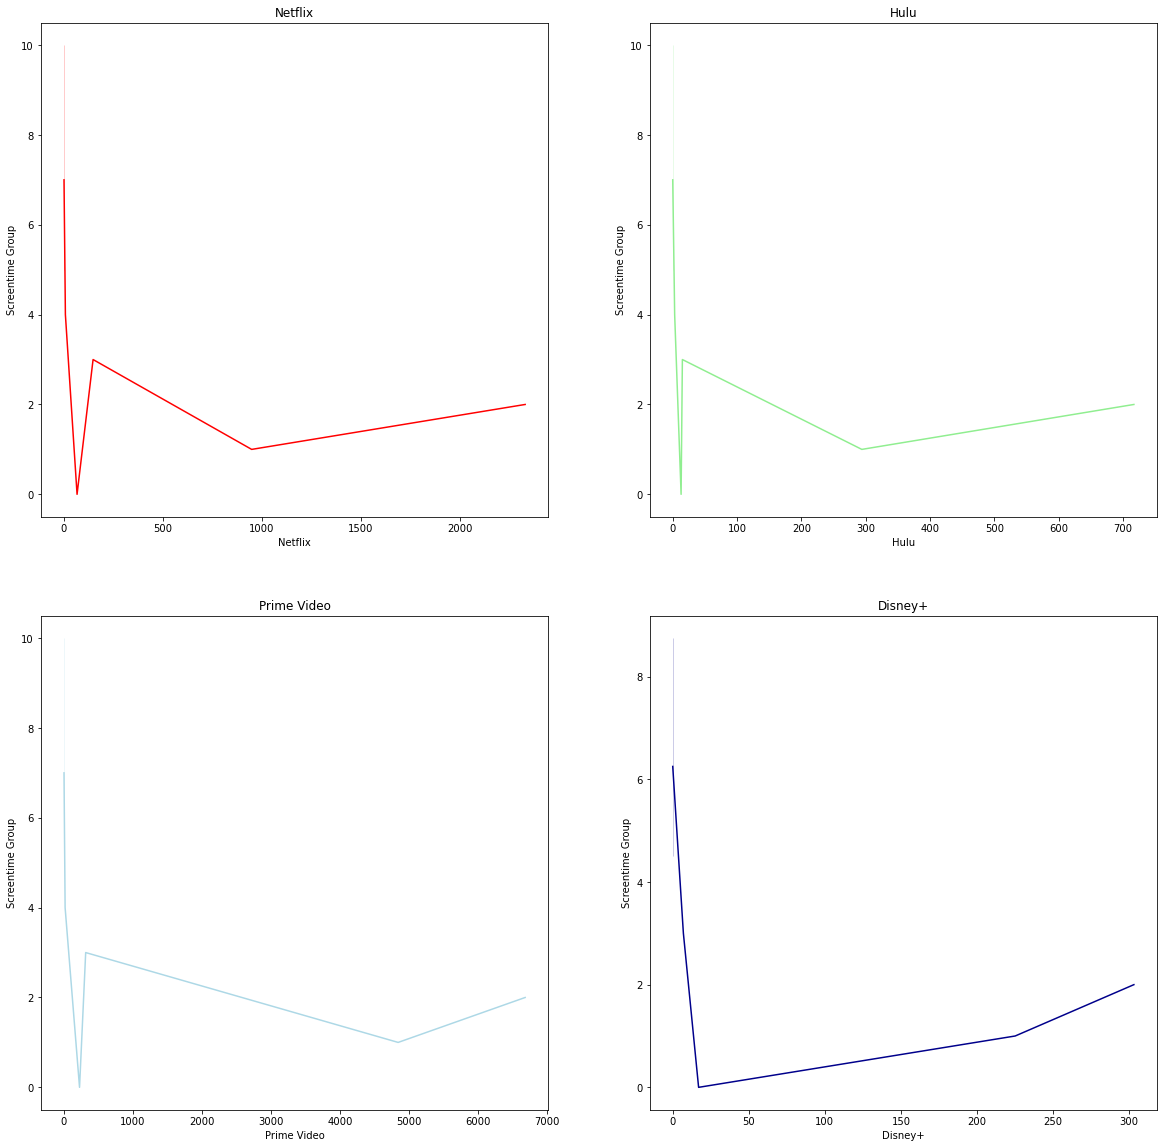 Netflix
10
8
6
4
2
0
Screentime Group
0 500 1000 1500 2000
Netflix
Hulu
10
8
6
4
2
0
Screentime Group
0 100 200 300 400 500 600 700
Hulu
Prime Video
10
8
6
4
2
0
Screentime Group
0 1000 2000 3000 4000 5000 6000 7000
Prime Video
Disney+
8
6
4
2
0
Screentime Group
0 50 100 150 200 250 300
Disney+